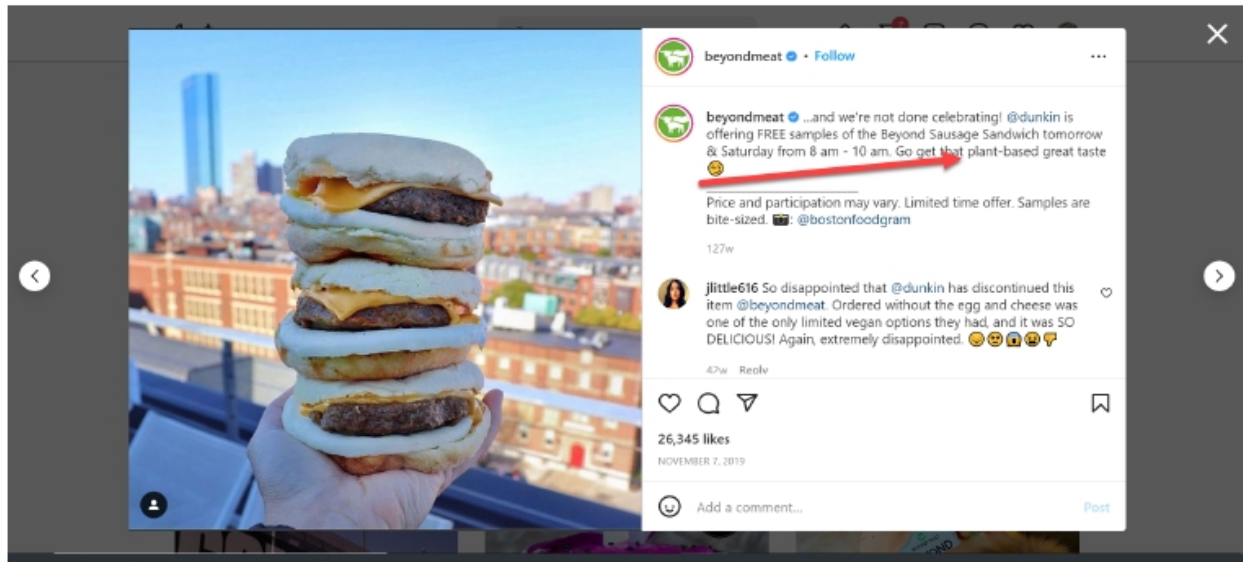 beyondmeat • Follow
beyondmeat ...and we're not done celebrating! @dunkin is
offering FREE samples of the Beyond Sausage Sandwich tomorrow
& Saturday from 8 am - 10 am. Go get that plant-based great taste
😋
Price and participation may vary. Limited time offer. Samples are
bite-sized. 📷: @bostonfoodgram
127w
jlittle616 So disappointed that @dunkin has discontinued this
item @beyondmeat. Ordered without the egg and cheese was
one of the only limited vegan options they had, and it was SO
DELICIOUS! Again, extremely disappointed.
42w Reply
26,345 likes
NOVEMBER 7, 2019
Add a comment...
Post